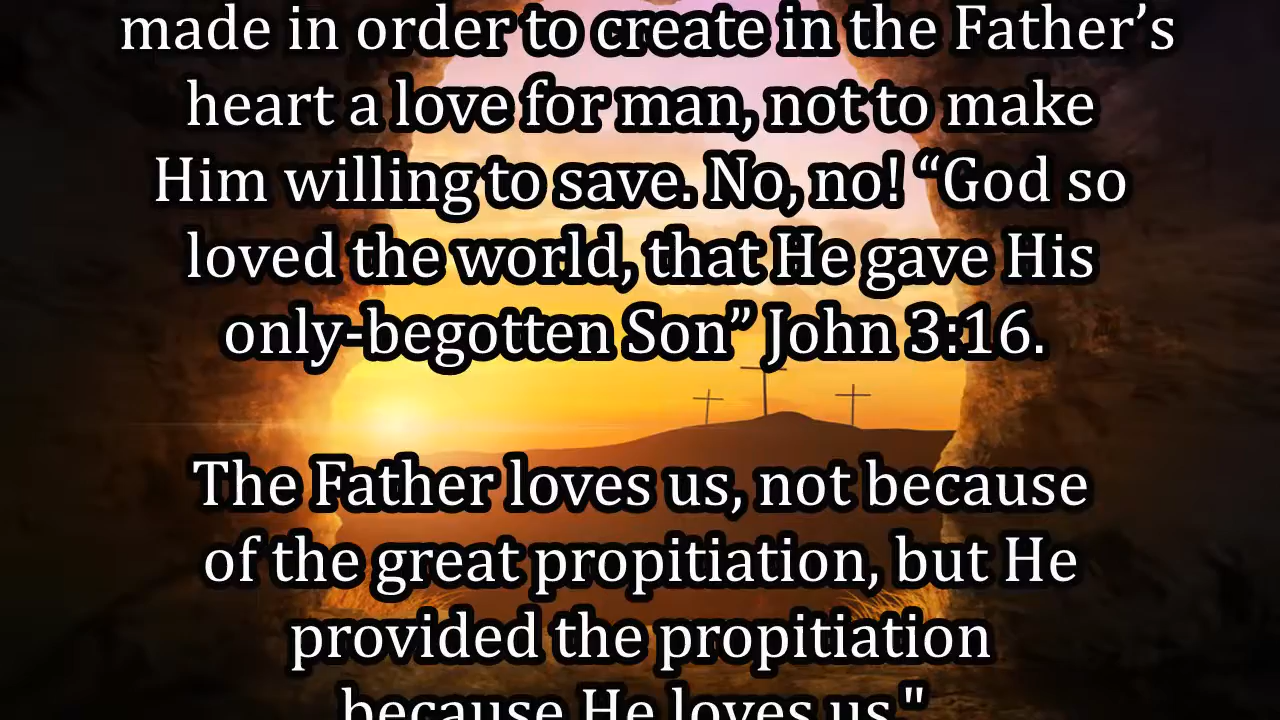 made in order to create in the Father’s
heart a love for man, not to make
Him willing to save. No, no! “God so
loved the world, that He gave His
only-begotten Son” John 3:16.
The Father loves us, not because
of the great propitiation, but He
provided the propitiation
because He loves us."